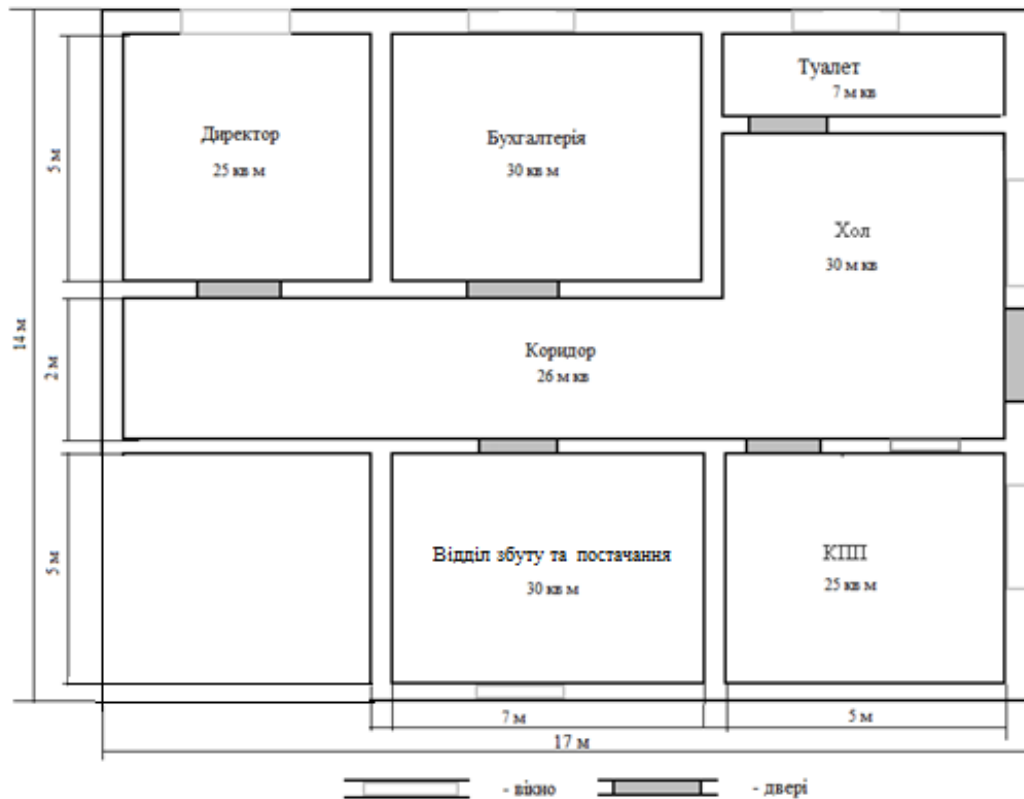 Туалет
7 м кв
Директор
25 кв м
Бухгалтерія
30 кв м
5 м
Хол
30 м кв
14 м
2 м
Коридор
26 м кв
5 м
Відділ збуту та постачання
30 кв м
КПП
25 кв м
7 м
5 м
17 м
- вікно
- двері